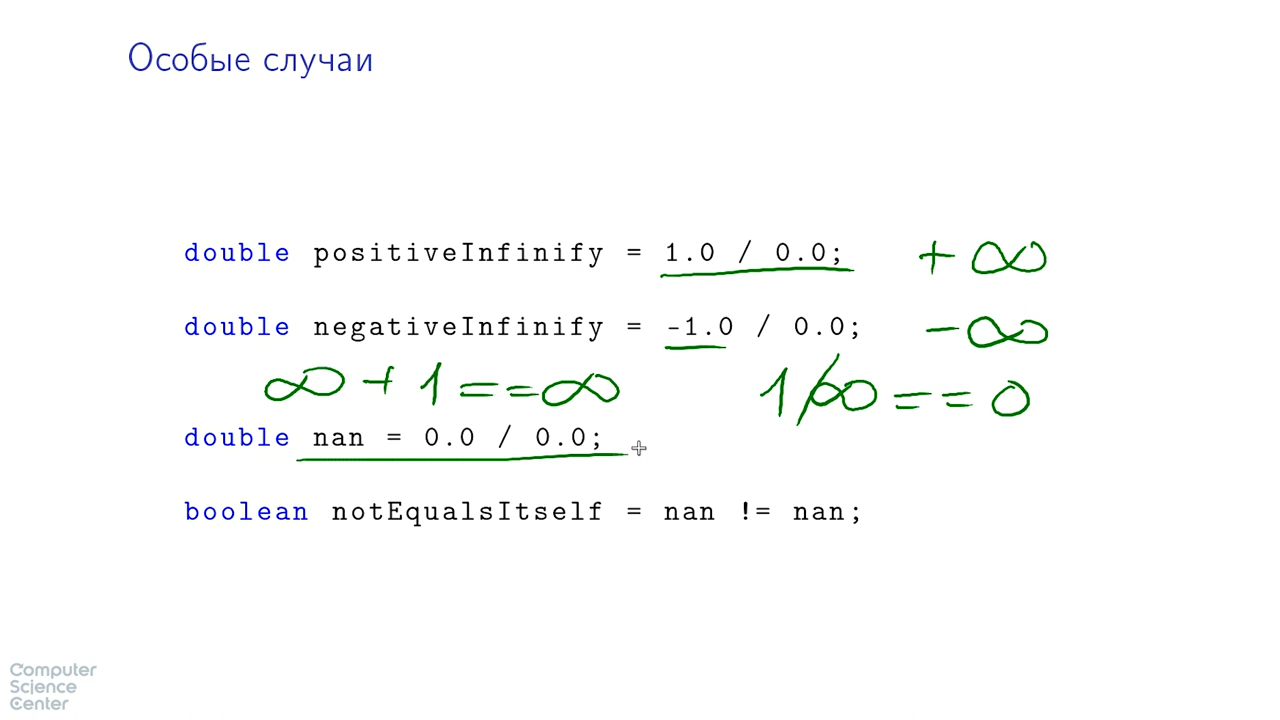 Особые случаи
double positiveInfinify = 1.0 / 0.0; + ∞
double negativeInfinify = -1.0 / 0.0; - ∞
∞ + 1 == ∞ 1/∞ == 0
double nan = 0.0 / 0.0;
boolean notEqualsItself = nan != nan;
Computer
Science
Center